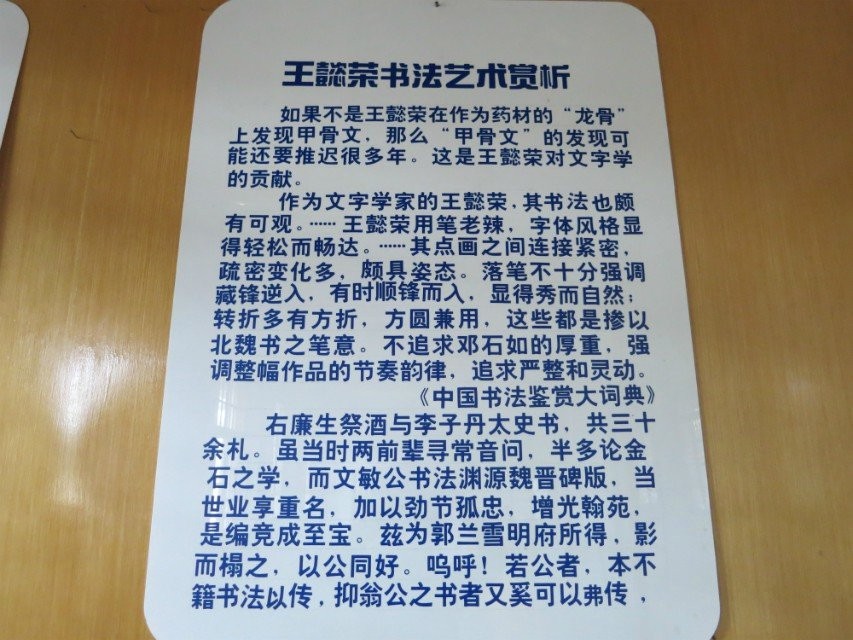 王懿荣书法艺术赏析
如果不是王懿荣在作为药材的“龙骨”
上发现甲骨文，那么“甲骨文”的发现可
能还要推迟很多年。这是王懿荣对文字学
的贡献。
作为文字学家的王懿荣，其书法也颇
有可观。……王懿荣用笔老辣，字体风格显
得轻松而畅达。……其点画之间连接紧密，
疏密变化多，颇具姿态。落笔不十分强调
藏锋逆入，有时顺锋而入，显得秀而自然；
转折多有方折，方圆兼用，这些都是掺以
北魏书之笔意。不追求邓石如的厚重，强
调整幅作品的节奏韵律，追求严整和灵动。
《中国书法鉴赏大词典》
右廉生祭酒与李子丹太史书，共三十
余札。虽当时两前辈寻常音问，半多论金
石之学，而文敏公书法渊源魏晋碑版，当
世业享重名，加以劲节孤忠，增光翰苑，
是编竞成至宝。兹为郭兰雪明府所得，影
而榻之，以公同好。呜呼！若公者，本不
籍书法以传，抑翁公之书者又奚可以弗传，